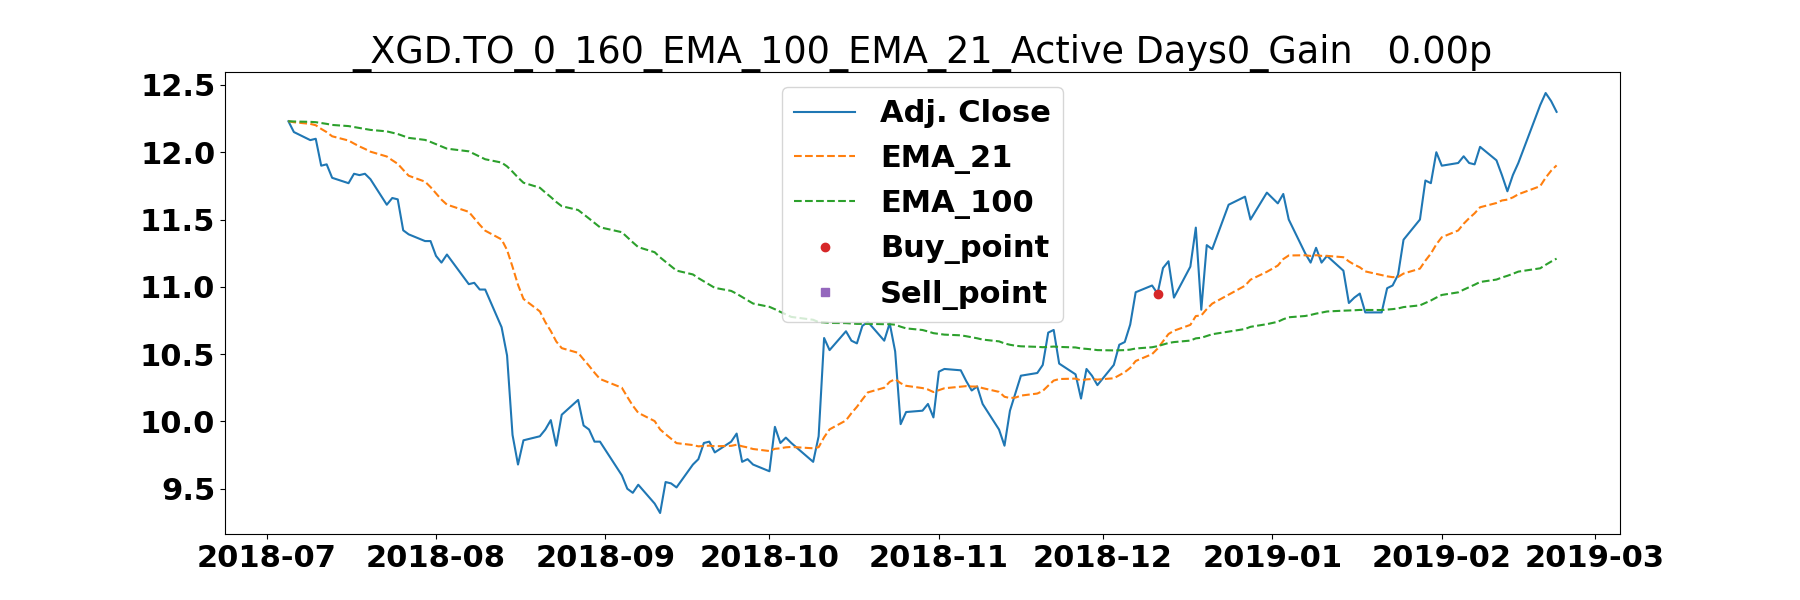 _XGD.TO_0_160_EMA_100_EMA_21_Active Days0_Gain   0.00p
12.5
12.0
11.5
11.0
10.5
10.0
9.5
Adj. Close
EMA_21
EMA_100
Buy_point
Sell_point
2018-07 2018-08 2018-09 2018-10 2018-11 2018-12 2019-01 2019-02 2019-03